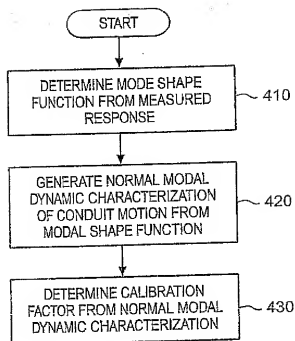 START
DETERMINE MODE SHAPE
FUNCTION FROM MEASURED
RESPONSE
410
GENERATE NORMAL MODAL
DYNAMIC CHARACTERIZATION
OF CONDUIT MOTION FROM
MODAL SHAPE FUNCTION
420
DETERMINE CALIBRATION
FACTOR FROM NORMAL MODAL
DYNAMIC CHARACTERIZATION
430